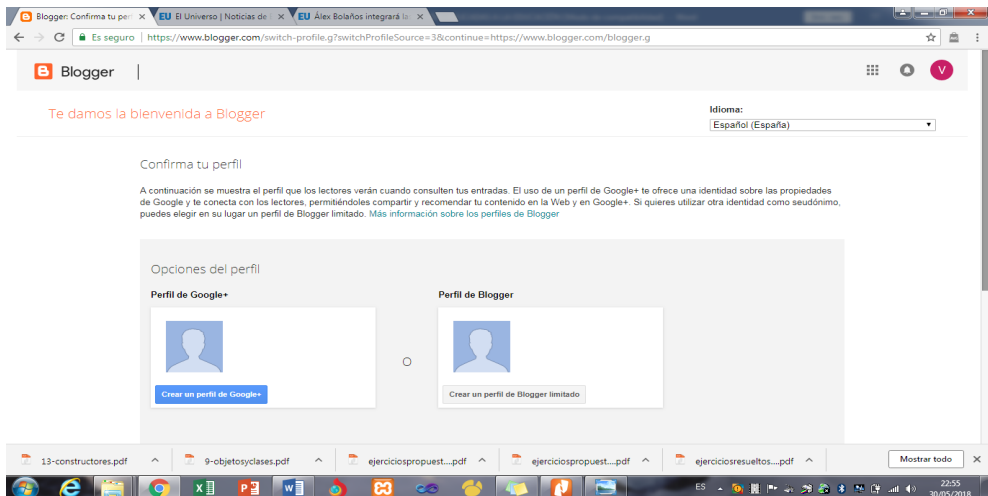 Blogger: Confirma tu per
EU El Universo | Noticias de
EU Álex Bolaños integrará la
Es seguro | https://www.blogger.com/switch-profile.g?switchProfileSource=3&continue=https://www.blogger.com/blogger.g
Blogger
V
Te damos la bienvenida a Blogger
Idioma:
Español (España)
Confirma tu perfil
A continuación se muestra el perfil que los lectores verán cuando consulten tus entradas. El uso de un perfil de Google+ te ofrece una identidad sobre las propiedades
de Google y te conecta con los lectores, permitiéndoles compartir y recomendar tu contenido en la Web y en Google+. Si quieres utilizar otra identidad como seudónimo,
puedes elegir en su lugar un perfil de Blogger limitado. Más información sobre los perfiles de Blogger
Opciones del perfil
Perfil de Google+
Perfil de Blogger
O
Crear un perfil de Google+
Crear un perfil de Blogger limitado
13-constructores.pdf
9-objetosyclases.pdf
ejerciciospropuest....pdf
ejerciciospropuest....pdf
ejerciciosresueltos....pdf
Mostrar todo
ES
22:55
30/05/2018